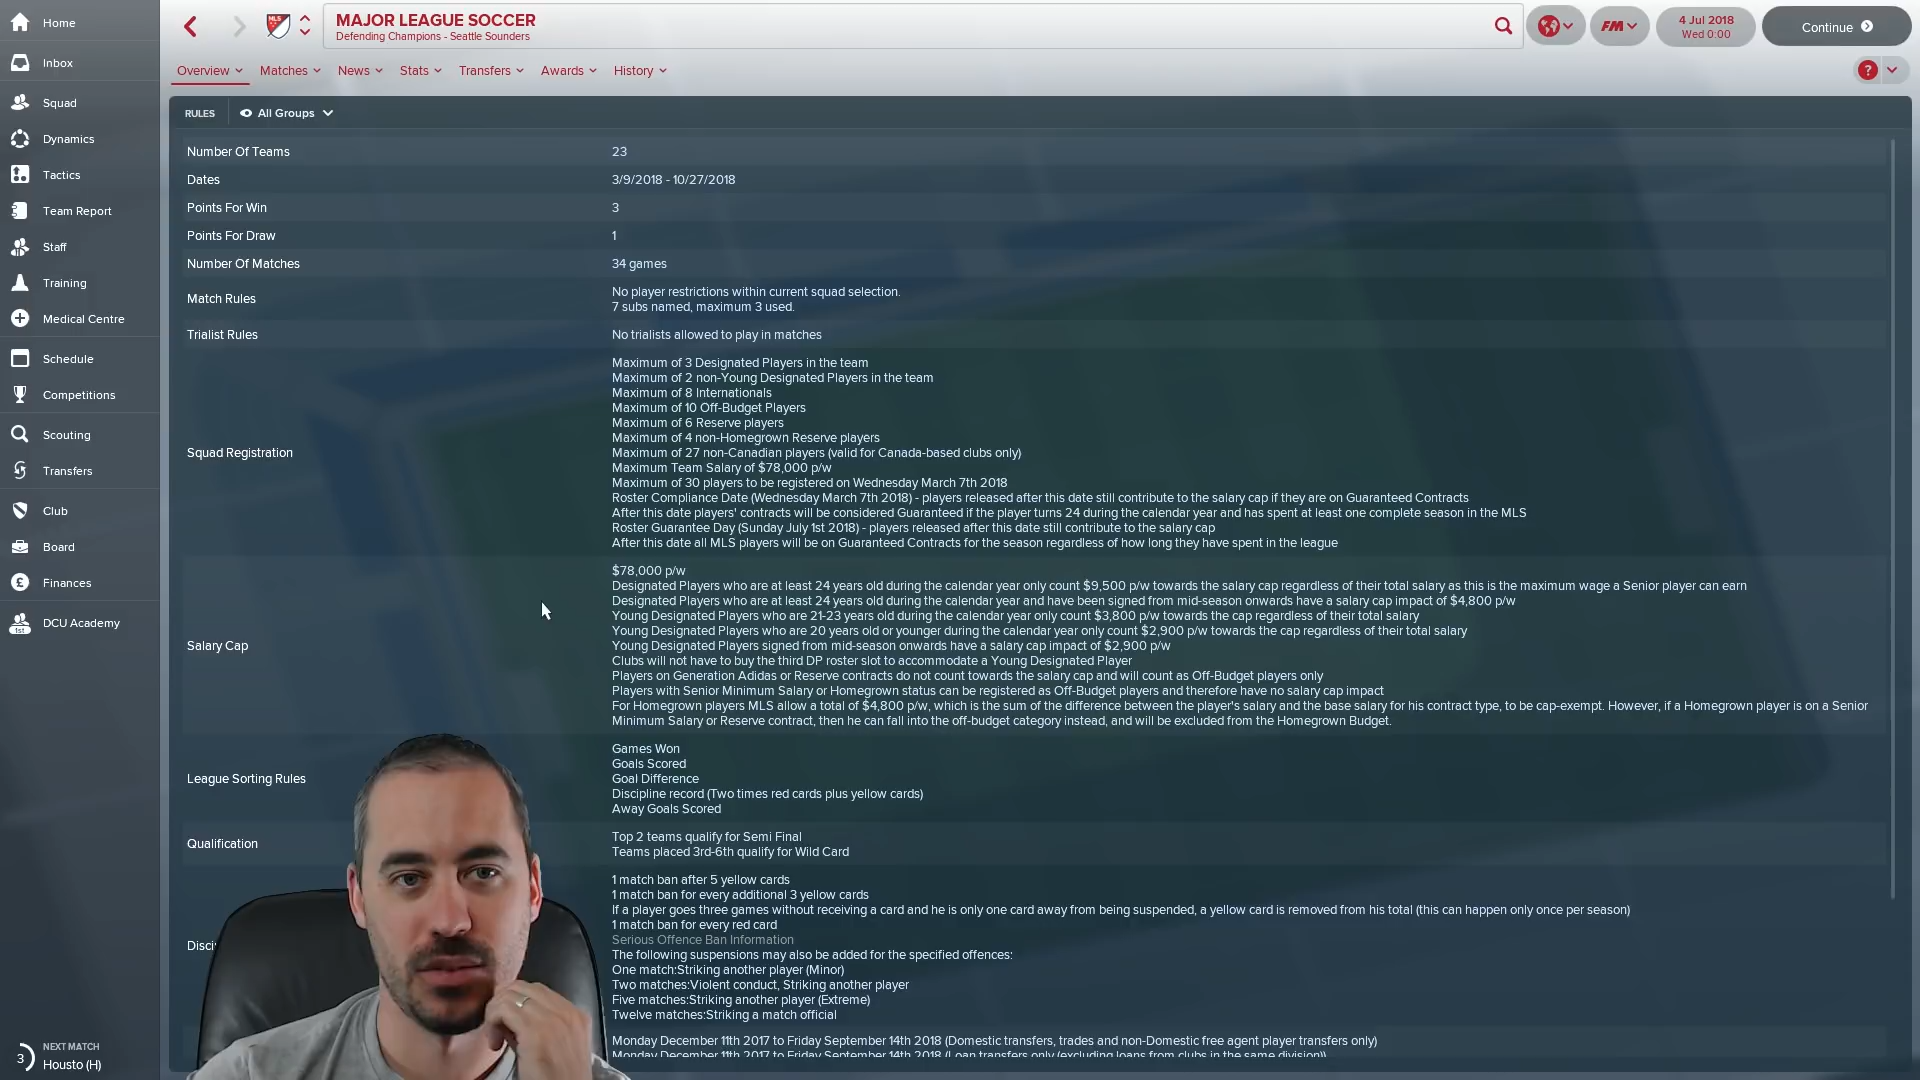 Home
Inbox
Squad
Dynamics
Tactics
Team Report
Staff
Training
Medical Centre
Schedule
Competitions
Scouting
Transfers
Club
Board
Finances
1st
DCU Academy
3
NEXT MATCH
Housto (H)
MLS
MAJOR LEAGUE SOCCER
Defending Champions - Seattle Sounders
FM
4 Jul 2018
Wed 0:00
Continue
Overview
Matches
News
Stats
Transfers
Awards
History
?
RULES
All Groups
Number Of Teams
23
Dates
3/9/2018 - 10/27/2018
Points For Win
3
Points For Draw
1
Number Of Matches
34 games
Match Rules
No player restrictions within current squad selection.
7 subs named, maximum 3 used.
Trialist Rules
No trialists allowed to play in matches
Squad Registration
Maximum of 3 Designated Players in the team
Maximum of 2 non-Young Designated Players in the team
Maximum of 8 Internationals
Maximum of 10 Off-Budget Players
Maximum of 6 Reserve players
Maximum of 4 non-Homegrown Reserve players
Maximum of 27 non-Canadian players (valid for Canada-based clubs only)
Maximum Team Salary of $78,000 p/w
Maximum of 30 players to be registered on Wednesday March 7th 2018
Roster Compliance Date (Wednesday March 7th 2018) - players released after this date still contribute to the salary cap if they are on Guaranteed Contracts
After this date players' contracts will be considered Guaranteed if the player turns 24 during the calendar year and has spent at least one complete season in the MLS
Roster Guarantee Day (Sunday July 1st 2018) - players released after this date still contribute to the salary cap
After this date all MLS players will be on Guaranteed Contracts for the season regardless of how long they have spent in the league
Salary Cap
$78,000 p/w
Designated Players who are at least 24 years old during the calendar year only count $9,500 p/w towards the salary cap regardless of their total salary as this is the maximum wage a Senior player can earn
Designated Players who are at least 24 years old during the calendar year and have been signed from mid-season onwards have a salary cap impact of $4,800 p/w
Young Designated Players who are 21-23 years old during the calendar year only count $3,800 p/w towards the salary cap regardless of their total salary
Young Designated Players who are 20 years old or younger during the calendar year only count $2,900 p/w towards the cap regardless of their total salary
Young Designated Players signed from mid-season onwards have a salary cap impact of $2,900 p/w
Clubs will not have to buy the third DP roster slot to accommodate a Young Designated Player
Players on Generation Adidas or Reserve contracts do not count towards the salary cap and will count as Off-Budget players only
Players with Senior Minimum Salary or Homegrown status can be registered as Off-Budget players and therefore have no salary cap impact
For Homegrown players MLS allow a total of $4,800 p/w, which is the sum of the difference between the player's salary and the base salary for his contract type, to be cap-exempt. However, if a Homegrown player is on a Senior
Minimum Salary or Reserve contract, then he can fall into the off-budget category instead, and will be excluded from the Homegrown Budget.
League Sorting Rules
Games Won
Goals Scored
Goal Difference
Discipline record (Two times red cards plus yellow cards)
Away Goals Scored
Qualification
Top 2 teams qualify for Semi Final
Teams placed 3rd-6th qualify for Wild Card
Disci
1 match ban after 5 yellow cards
1 match ban for every additional 3 yellow cards
If a player goes three games without receiving a card and he is only one card away from being suspended, a yellow card is removed from his total (this can happen only once per season)
1 match ban for every red card
Serious Offence Ban Information
The following suspensions may also be added for the specified offences:
One match:Striking another player (Minor)
Two matches:Violent conduct, Striking another player
Five matches:Striking another player (Extreme)
Twelve matches:Striking a match official
Monday December 11th 2017 to Friday September 14th 2018 (Domestic transfers, trades and non-Domestic free agent player transfers only)
Monday December 11th 2017 to Friday September 14th 2018 (Loan transfers only (excluding loans from clubs in the same division))